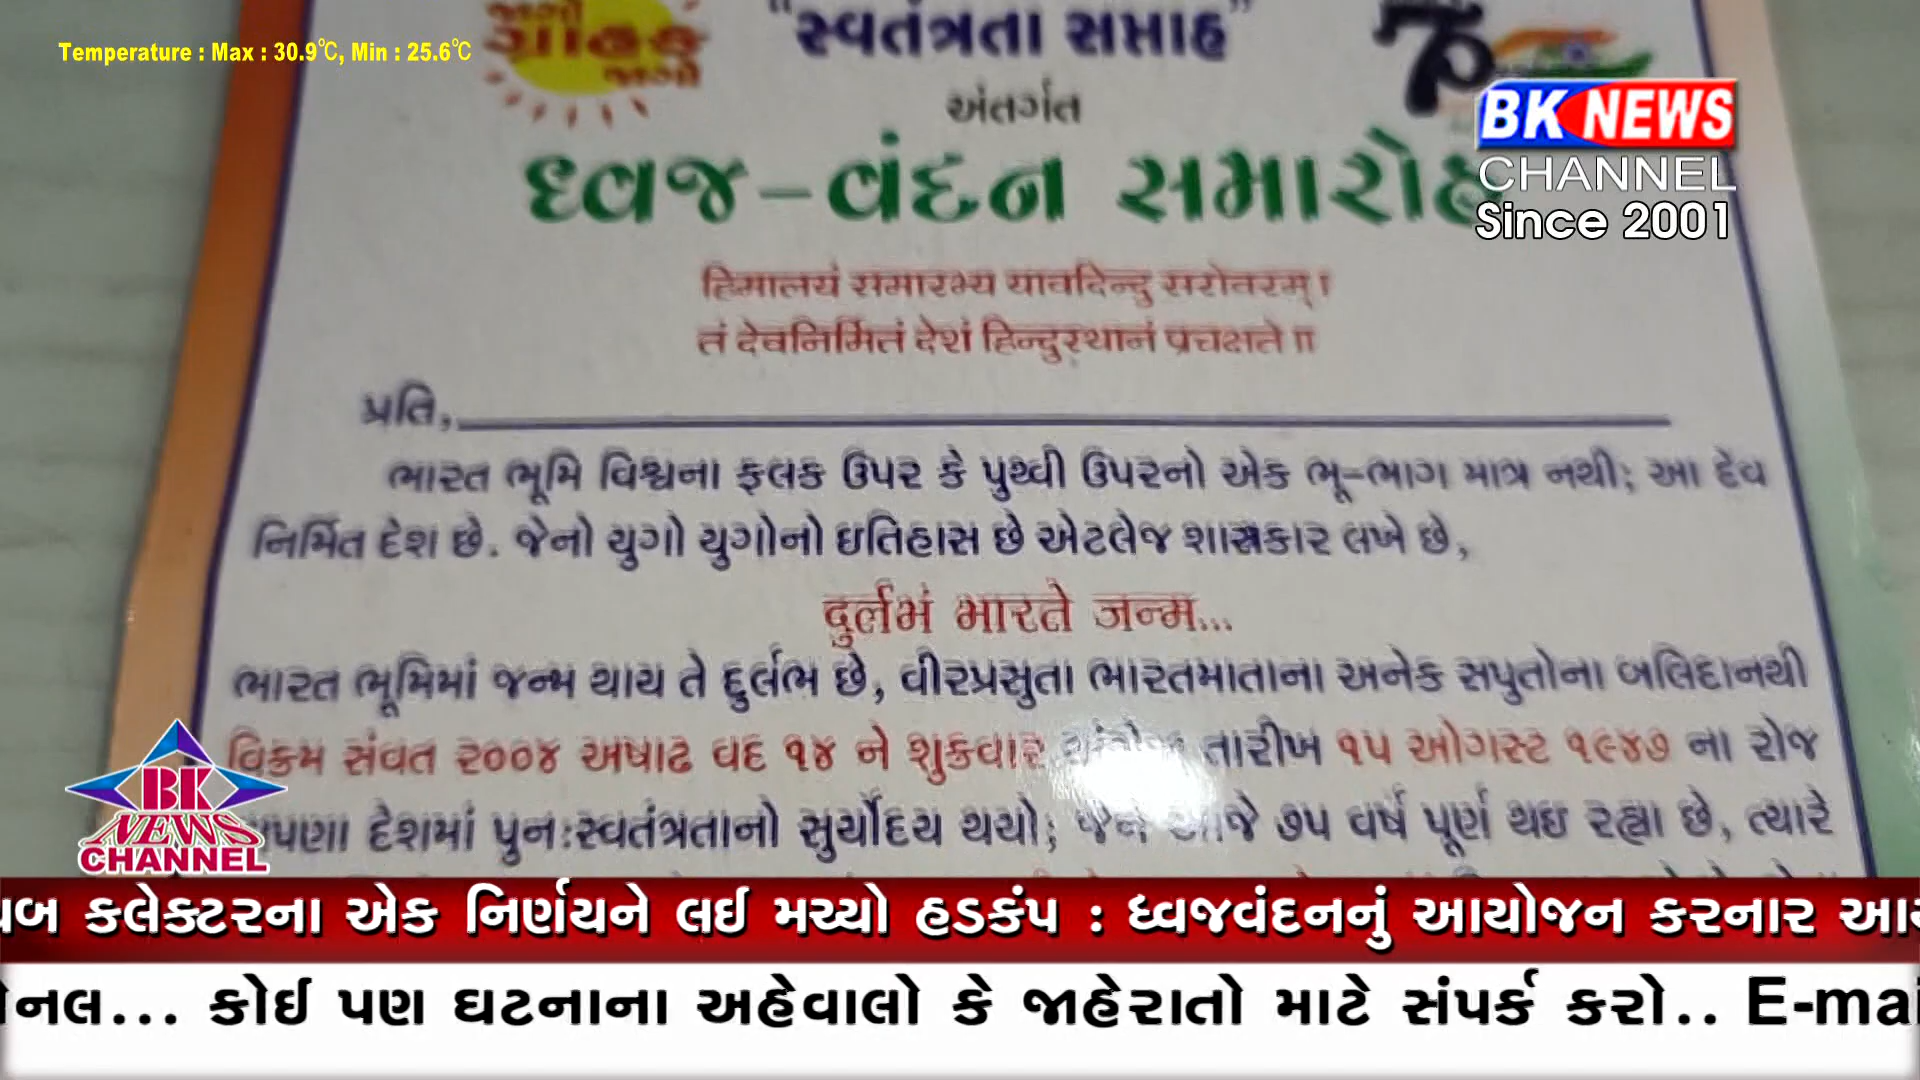 Temperature : Max : 30.9℃, Min : 25.6℃
જાગો
ગ્રાહક
જાગો
"સ્વતંત્રતા સપ્તાહ"
અંતર્ગત
ધ્વજ-વંદન સમારોહ
BK NEWS
CHANNEL
Since 2001
हिमालयं समारभ्य यावदिन्दु सरोवरम् ।
तं देवनिर्मितं देशं हिन्दुस्थानं प्रचक्षते ॥
પ્રતિ,
ભારત ભૂમિ વિશ્વના ફલક ઉપર કે પુથ્વી ઉપરનો એક ભૂ-ભાગ માત્ર નથી; આ દેવ
નિર્મિત દેશ છે. જેનો યુગો યુગોનો ઇતિહાસ છે એટલેજ શાસ્ત્રકાર લખે છે,
दुर्लभं भारते जन्म...
ભારત ભૂમિમાં જન્મ થાય તે દુર્લભ છે, વીરપ્રસુતા ભારતમાતાના અનેક સપુતોના બલિદાનથી
વિક્રમ સંવત ૨૦૦૪ અષાઢ વદ ૧૪ ને શુક્રવાર તારીખ ૧૫ ઓગસ્ટ ૧૯૪૭ ના રોજ
દેશમાં પુનઃસ્વતંત્રતાનો સુર્યોદય થયો; ૭૫ વર્ષ પૂર્ણ થઇ રહ્યા છે, ત્યારે
BK
NEWS
CHANNEL
કલેક્ટરના એક નિર્ણયને લઈ મચ્યો હડકંપ : ધ્વજવંદનનું આયોજન કરનાર
કોઈ પણ ઘટનાના અહેવાલો કે જાહેરાતો માટે સંપર્ક કરો.. E-mai